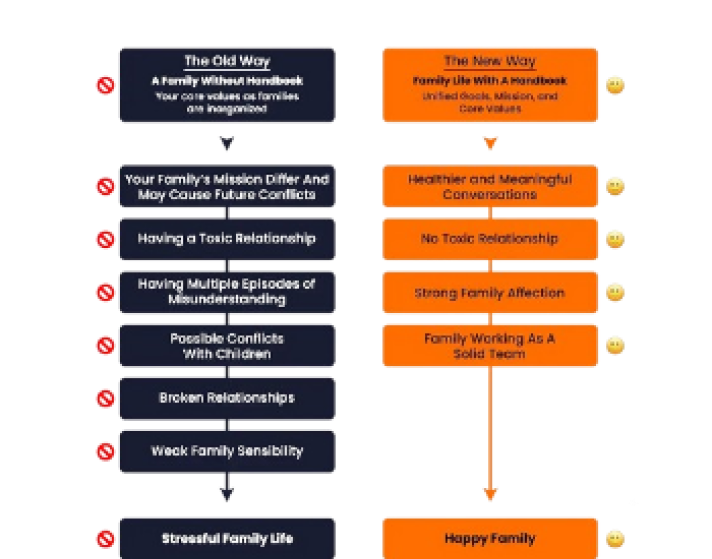 The Old Way
A Family Without Handbook
Your core values as families
are inorganized
Your Family's Mission Differ And
May Cause Future Conflicts
Having a Toxic Relationship
Having Multiple Episodes of
Misunderstanding
Possible Conflicts
With Children
Broken Relationships
Weak Family Sensibility
Stressful Family Life
The New Way
Family Life With A Handbook
Unified Goals, Mission, and
Core Values
Healthier and Meaningful
Conversations
No Toxic Relationship
Strong Family Affection
Family Working As A
Solid Team
Happy Family